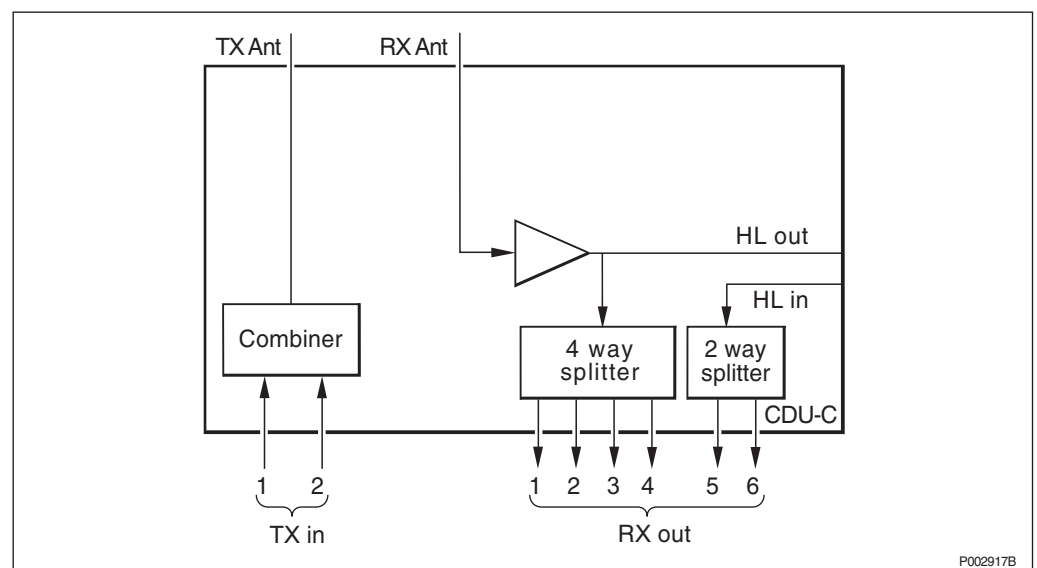 TX Ant
RX Ant
HL out
HL in
Combiner
4 way
splitter
2 way
splitter
CDU-C
1 2
1 2 3 4 5 6
TX in
RX out
P002917B